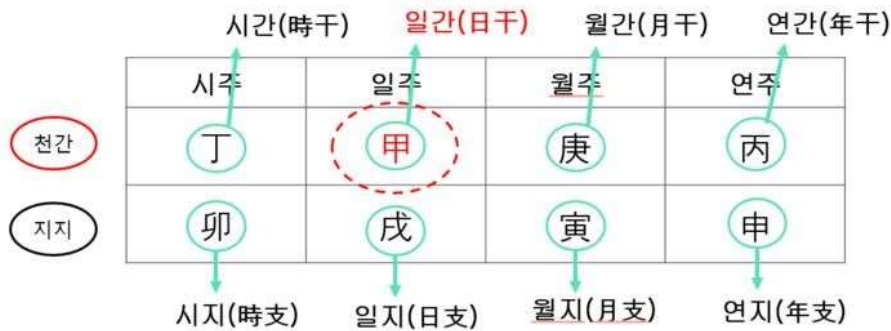 시간(時干) 일간(日干) 월간(月干) 연간(年干)
시주 일주 월주 연주
천간 丁 甲 庚 丙
지지 卯 戌 寅 申
시지(時支) 일지(日支) 월지(月支) 연지(年支)